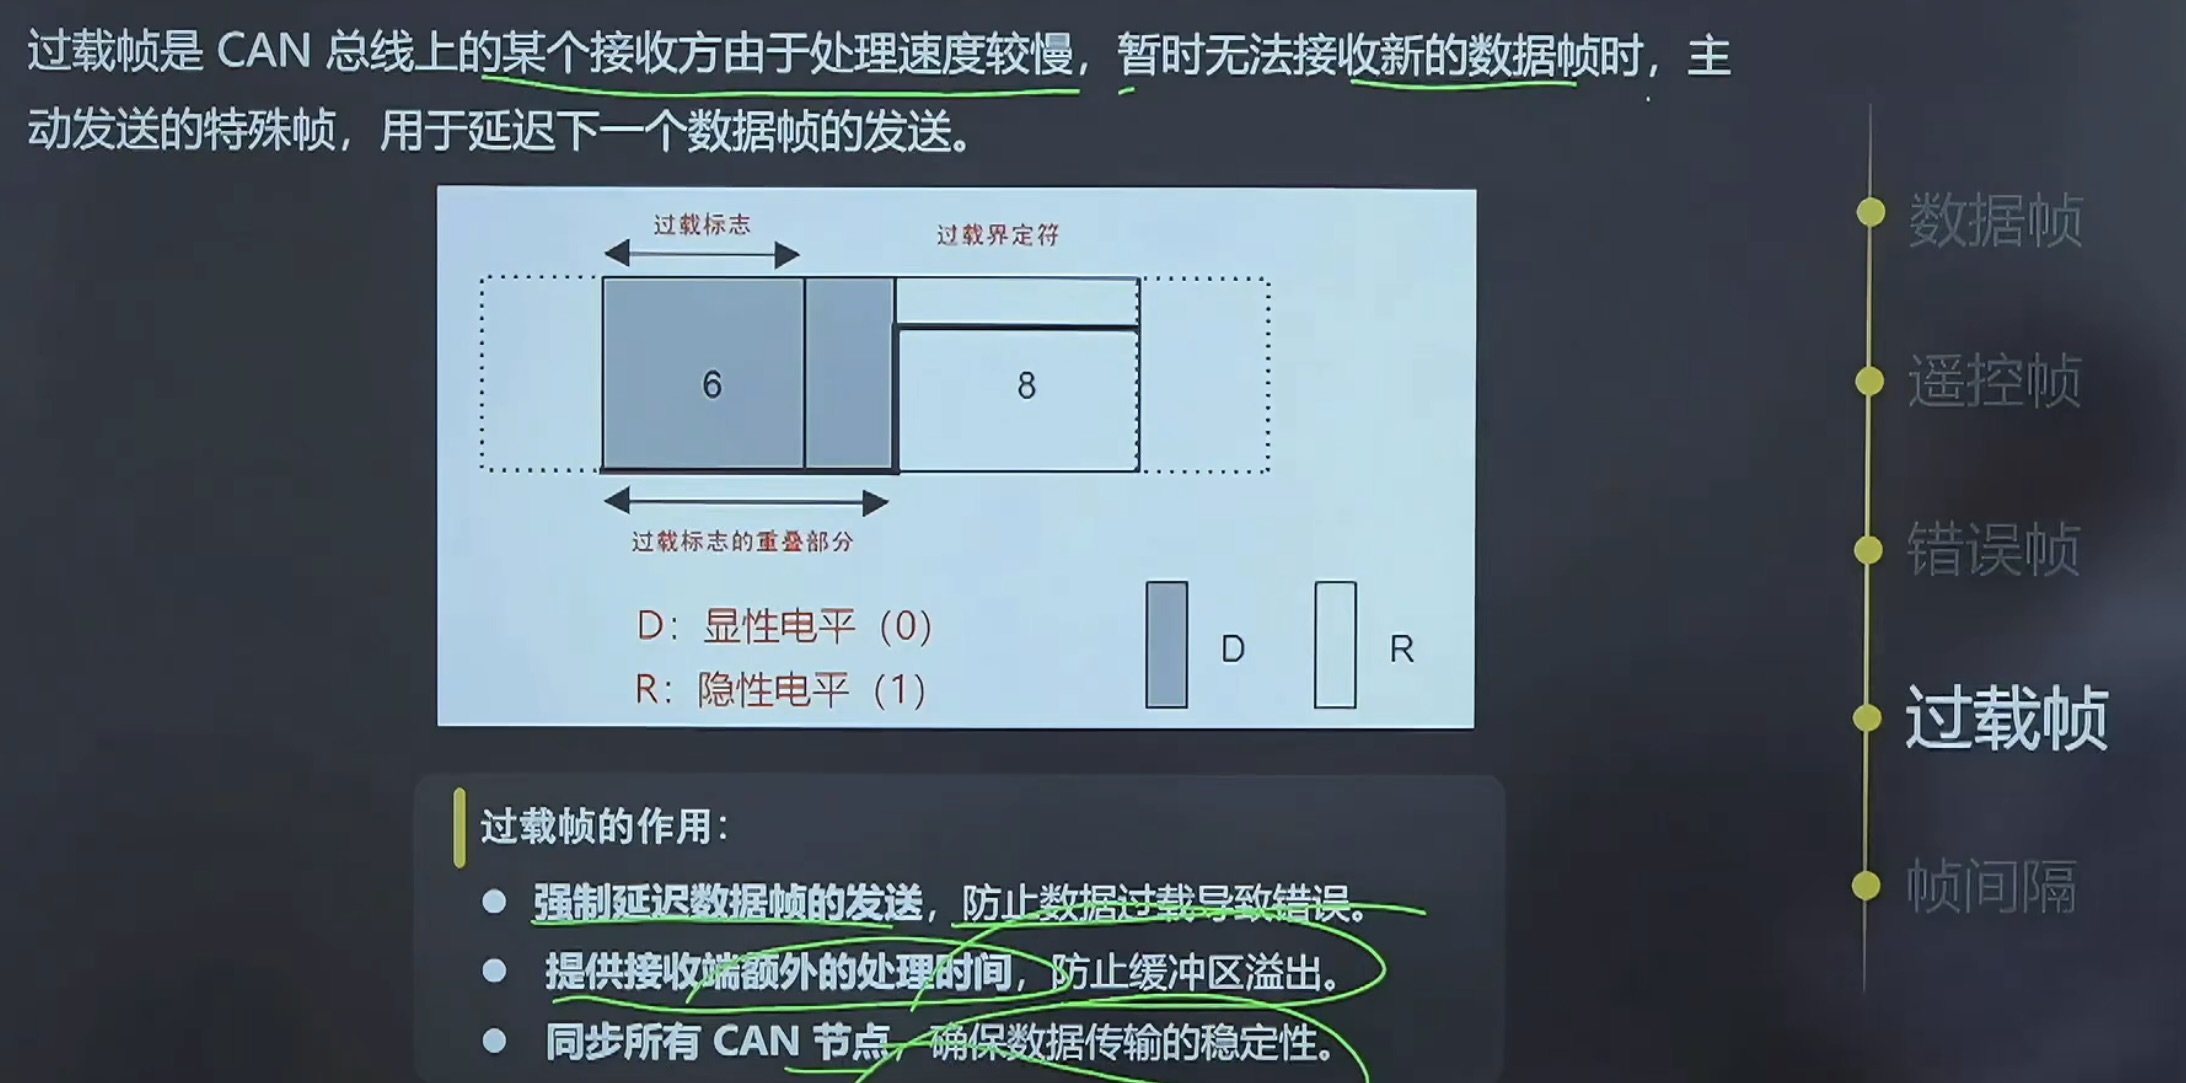 过载帧是 CAN 总线上的某个接收方由于处理速度较慢，暂时无法接收新的数据帧时，主
动发送的特殊帧，用于延迟下一个数据帧的发送。
过载标志
过载界定符
6
8
过载标志的重叠部分
D：显性电平（0）
R：隐性电平（1）
D
R
过载帧的作用：
强制延迟数据帧的发送，防止数据过载导致错误。
提供接收端额外的处理时间，防止缓冲区溢出。
同步所有 CAN 节点，确保数据传输的稳定性。
数据帧
遥控帧
错误帧
过载帧
帧间隔